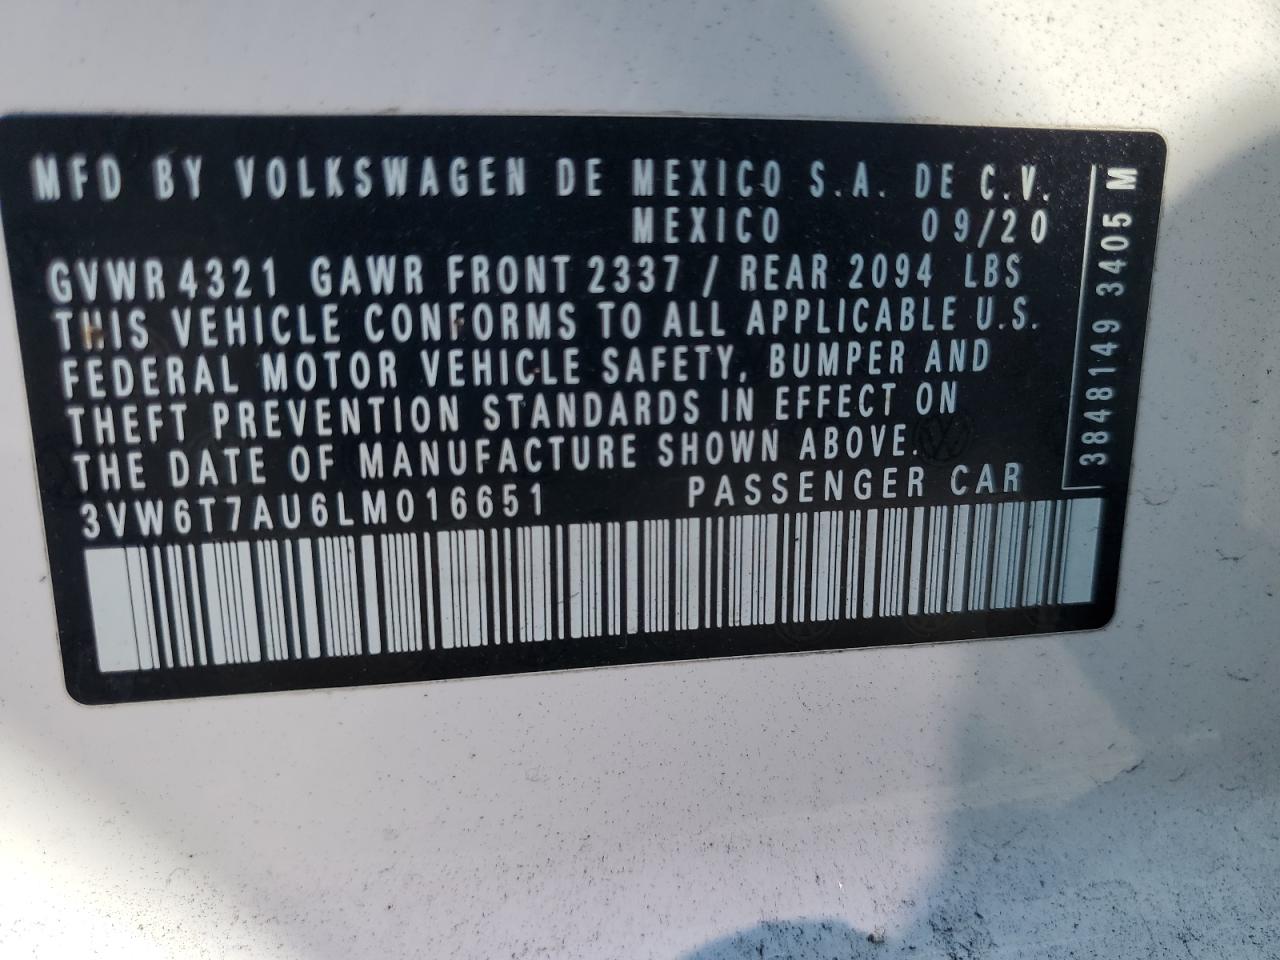 MFD BY VOLKSWAGEN DE MEXICO S.A. DE C.V.
MEXICO 09/20
GVWR 4321 GAWR FRONT 2337 / REAR 2094 LBS
THIS VEHICLE CONFORMS TO ALL APPLICABLE U.S.
FEDERAL MOTOR VEHICLE SAFETY, BUMPER AND
THEFT PREVENTION STANDARDS IN EFFECT ON
THE DATE OF MANUFACTURE SHOWN ABOVE.
3VW6T7AU6LM016651 PASSENGER CAR
3848149 3405 M